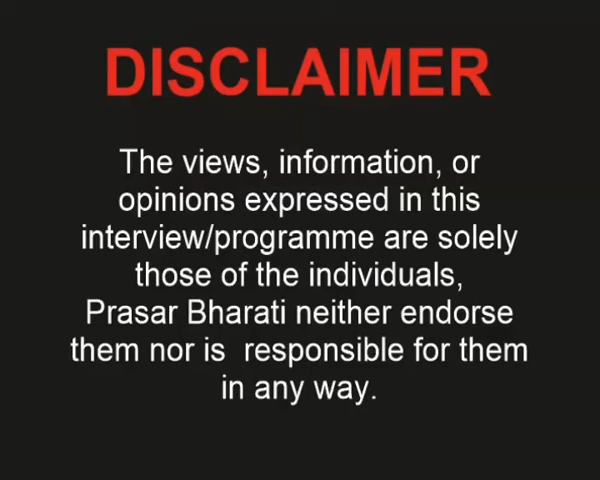 DISCLAIMER
The views, information, or
opinions expressed in this
interview/programme are solely
those of the individuals,
Prasar Bharati neither endorse
them nor is  responsible for them
in any way.